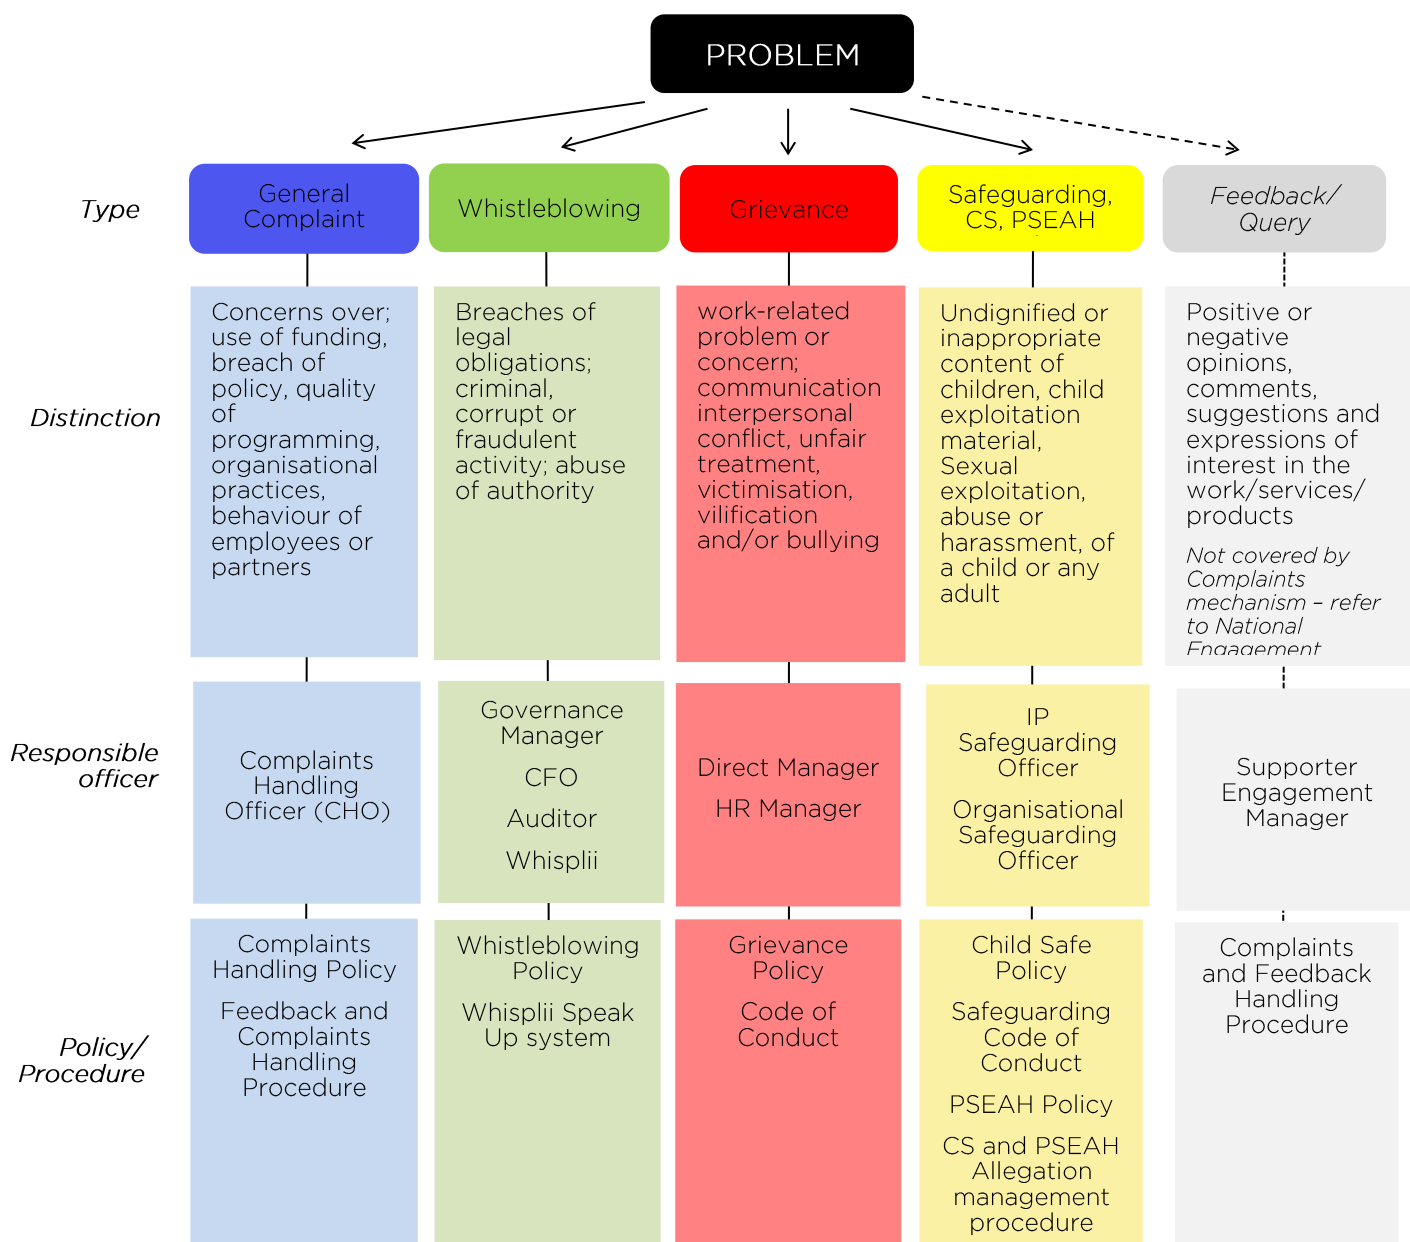 PROBLEM
Type
General
Complaint
Whistleblowing
Grievance
Safeguarding,
CS, PSEAH
Feedback/
Query
Distinction
Concerns over;
use of funding,
breach of
policy, quality
of
programming,
organisational
practices,
behaviour of
employees or
partners
Breaches of
legal
obligations;
criminal,
corrupt or
fraudulent
activity; abuse
of authority
work-related
problem or
concern;
communication
interpersonal
conflict, unfair
treatment,
victimisation,
vilification
and/or bullying
Undignified or
inappropriate
content of
children, child
exploitation
material,
Sexual
exploitation,
abuse or
harassment, of
a child or any
adult
Positive or
negative
opinions,
comments,
suggestions and
expressions of
interest in the
work/services/
products
Not covered by
Complaints
mechanism – refer
to National
Engagement
Responsible
officer
Complaints
Handling
Officer (CHO)
Governance
Manager
CFO
Auditor
Whisplii
Direct Manager
HR Manager
IP
Safeguarding
Officer
Organisational
Safeguarding
Officer
Supporter
Engagement
Manager
Policy/
Procedure
Complaints
Handling Policy
Feedback and
Complaints
Handling
Procedure
Whistleblowing
Policy
Whisplii Speak
Up system
Grievance
Policy
Code of
Conduct
Child Safe
Policy
Safeguarding
Code of
Conduct
PSEAH Policy
CS and PSEAH
Allegation
management
procedure
Complaints
and Feedback
Handling
Procedure